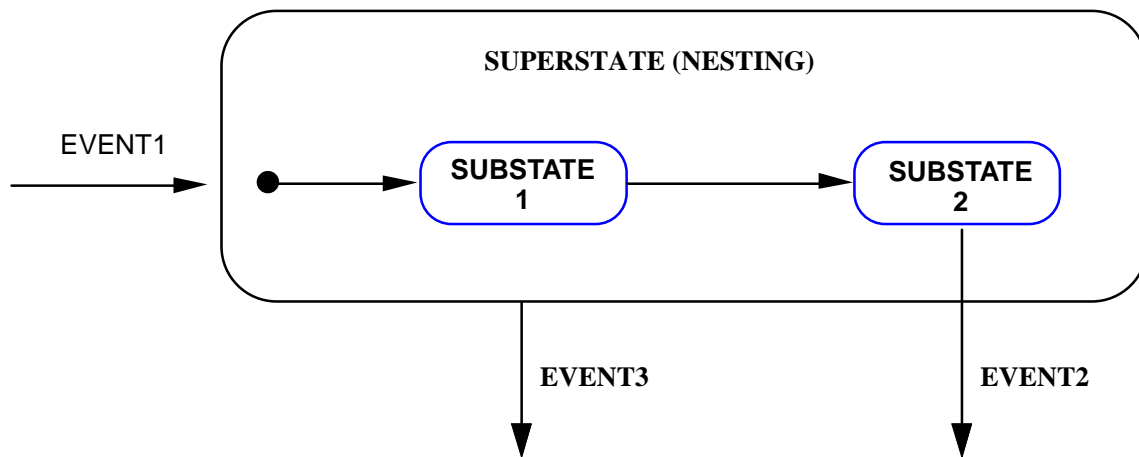 SUPERSTATE (NESTING)
EVENT1
SUBSTATE
1
SUBSTATE
2
EVENT3
EVENT2